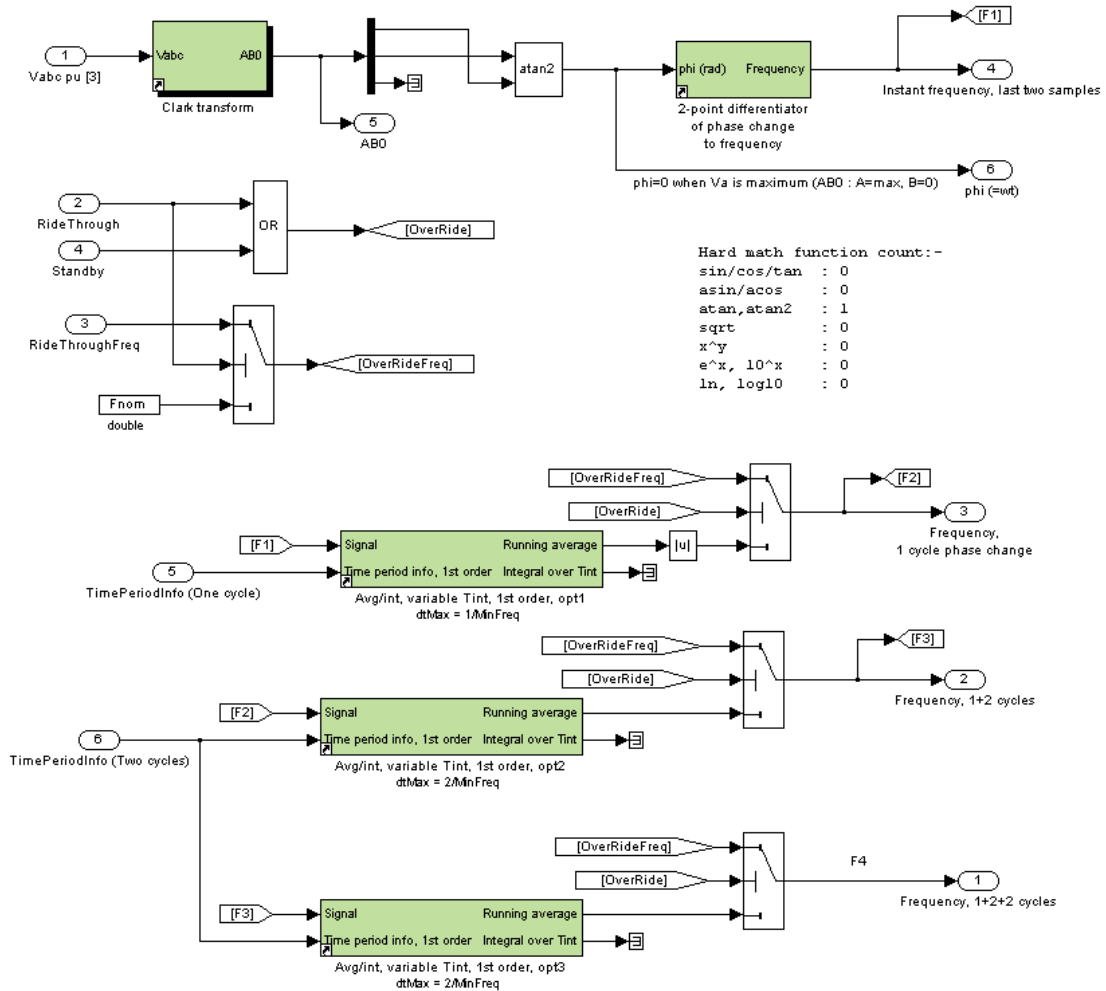 [F1]
1
Vabc
AB0
atan2
phi (rad)
Frequency
4
Vabc pu [3]
Instant frequency, last two samples
Clark transform
2-point differentiator
of phase change
to frequency
5
AB0
6
phi=0 when Va is maximum (AB0 : A=max, B=0)
phi (=wt)
2
RideThrough
OR
[OverRide]
4
Standby
Hard math function count:-
sin/cos/tan : 0
asin/acos : 0
atan,atan2 : 1
sqrt : 0
x^y : 0
e^x, 10^x : 0
ln, log10 : 0
3
RideThroughFreq
[OverRideFreq]
Fnom
double
[OverRideFreq]
[F2]
[OverRide]
3
Frequency,
1 cycle phase change
[F1]
Signal
Running average
|u|
5
Time period info, 1st order
Integral over Tint
TimePeriodInfo (One cycle)
Avg/int, variable Tint, 1st order, opt1
dtMax = 1/MinFreq
[OverRideFreq]
[F3]
[OverRide]
2
Frequency, 1+2 cycles
[F2]
Signal
Running average
6
Time period info, 1st order
Integral over Tint
TimePeriodInfo (Two cycles)
Avg/int, variable Tint, 1st order, opt2
dtMax = 2/MinFreq
[OverRideFreq]
F4
[OverRide]
1
Frequency, 1+2+2 cycles
[F3]
Signal
Running average
Time period info, 1st order
Integral over Tint
Avg/int, variable Tint, 1st order, opt3
dtMax = 2/MinFreq